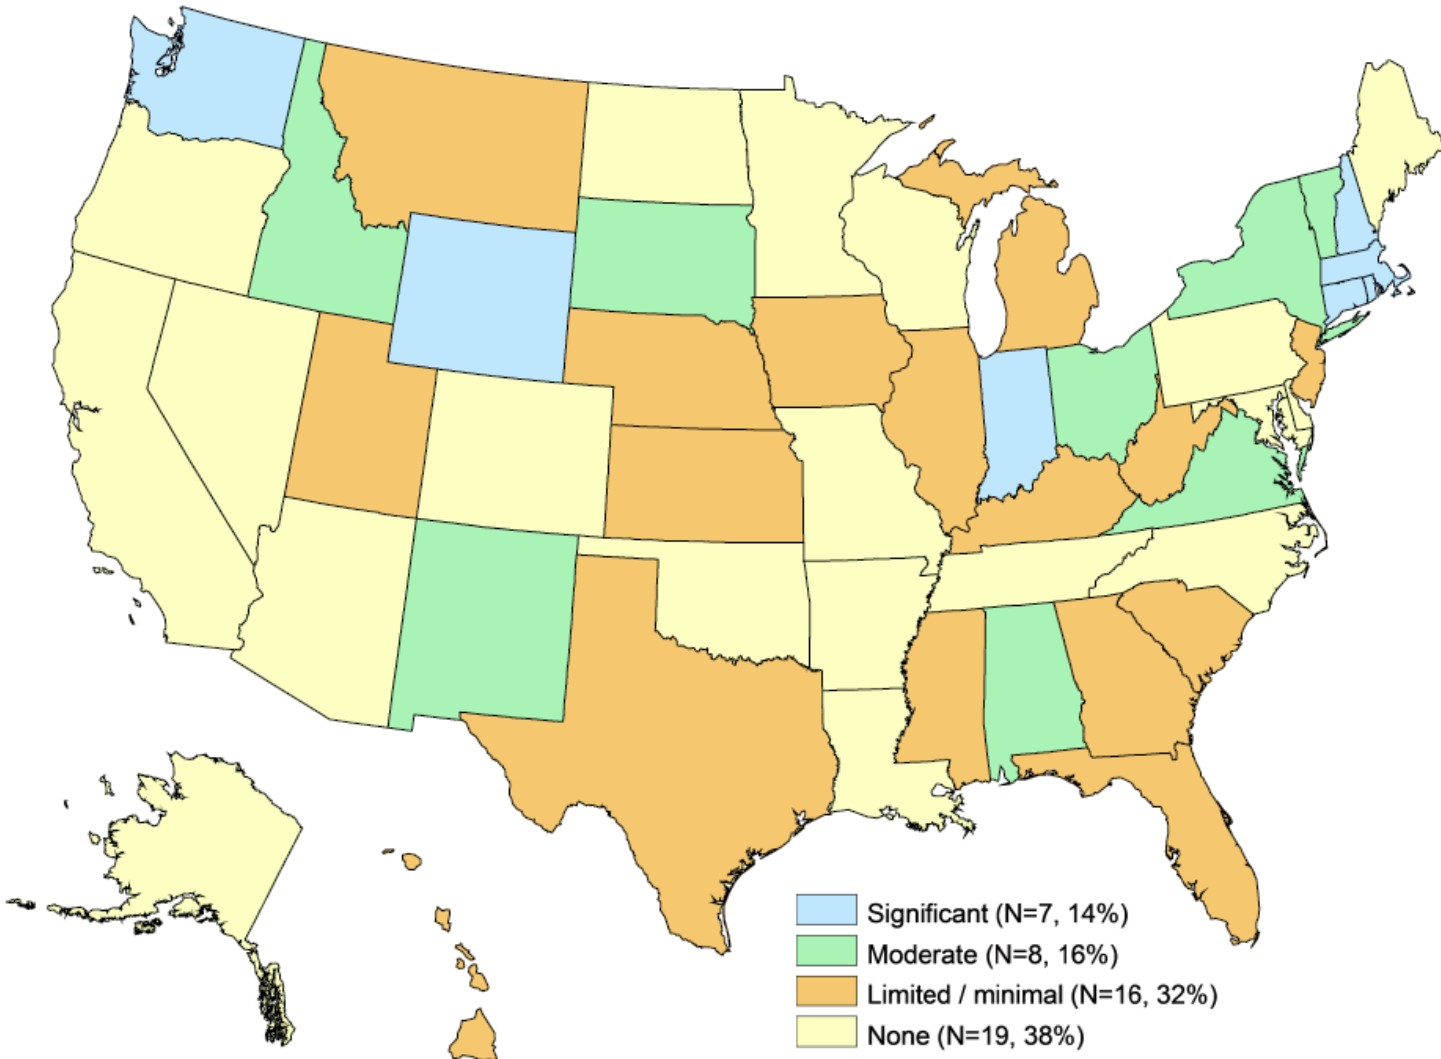 Significant (N=7, 14%)
Moderate (N=8, 16%)
Limited / minimal (N=16, 32%)
None (N=19, 38%)